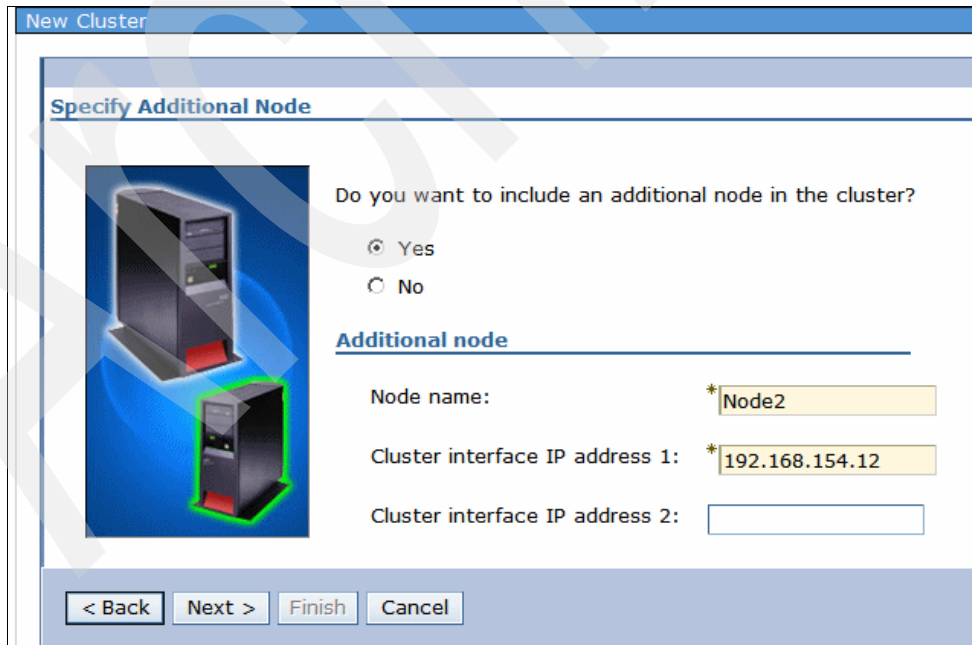 New Cluster
Specify Additional Node
Do you want to include an additional node in the cluster?
Yes
No
Additional node
Node name: * Node2
Cluster interface IP address 1: * 192.168.154.12
Cluster interface IP address 2:
< Back Next > Finish Cancel